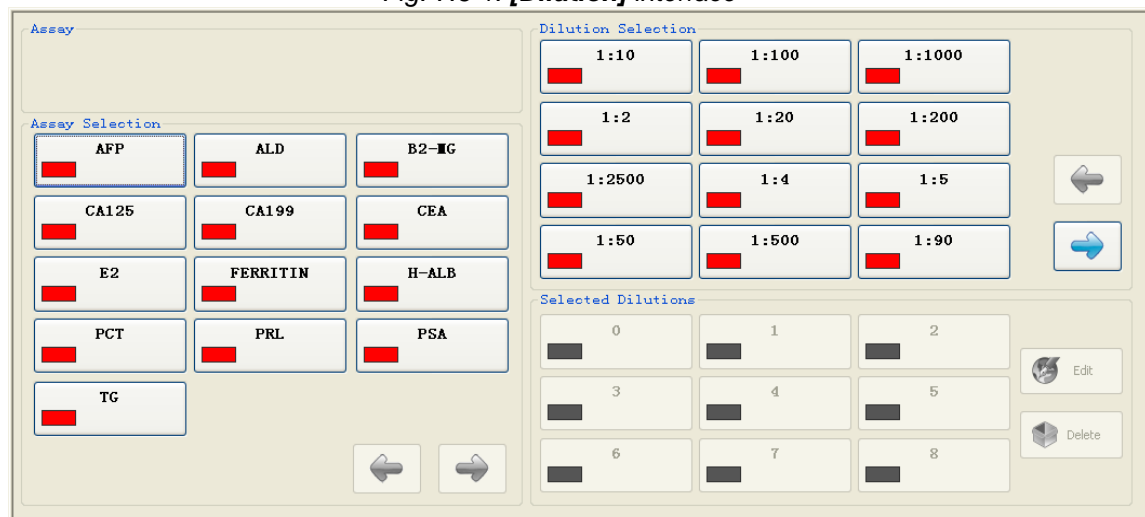 Assay
Assay Selection
AFP ALD B2-MG
CA125 CA199 CEA
E2 FERRITIN H-ALB
PCT PRL PSA
TG
Dilution Selection
1:10 1:100 1:1000
1:2 1:20 1:200
1:2500 1:4 1:5
1:50 1:500 1:90
Selected Dilutions
0 1 2
3 4 5
6 7 8
Edit
Delete